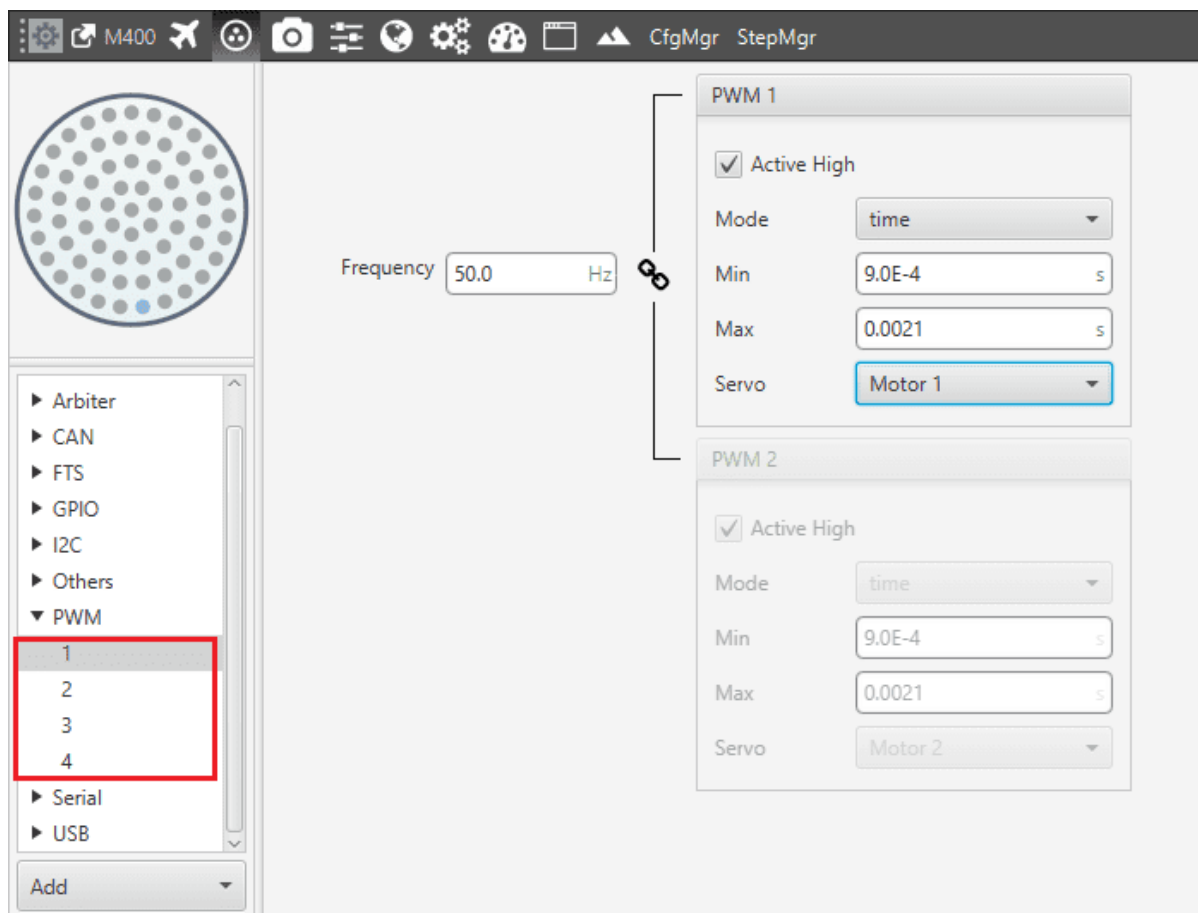 M400 CfgMgr StepMgr
Arbiter
CAN
FTS
GPIO
I2C
Others
PWM
1
2
3
4
Serial
USB
Add
Frequency 50.0 Hz
PWM 1
Active High
Mode time
Min 9.0E-4 s
Max 0.0021 s
Servo Motor 1
PWM 2
Active High
Mode time
Min 9.0E-4 s
Max 0.0021 s
Servo Motor 2